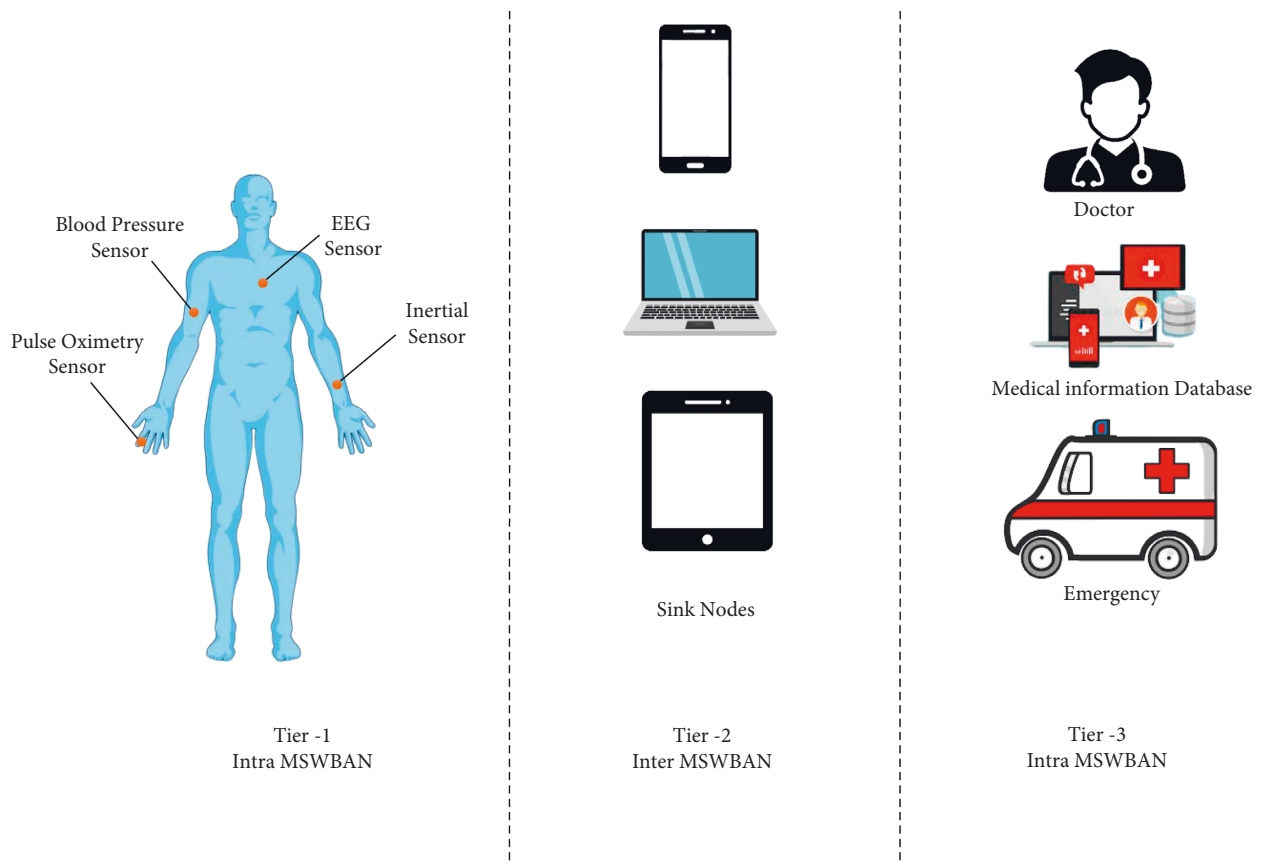 Blood Pressure
Sensor
EEG
Sensor
Pulse Oximetry
Sensor
Inertial
Sensor
Tier -1
Intra MSWBAN
Sink Nodes
Tier -2
Inter MSWBAN
Doctor
Medical information Database
Emergency
Tier -3
Intra MSWBAN